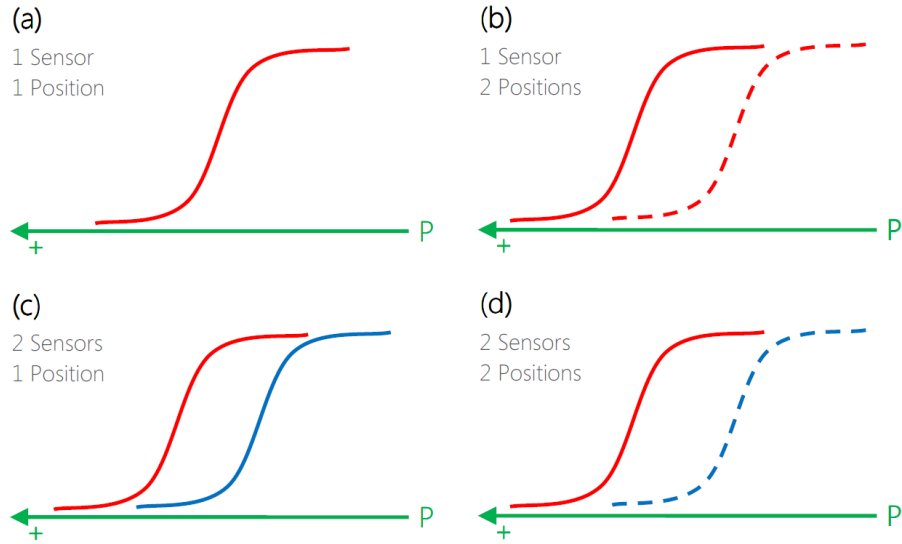 (a)
1 Sensor
1 Position
P
+
(b)
1 Sensor
2 Positions
P
+
(c)
2 Sensors
1 Position
P
+
(d)
2 Sensors
2 Positions
P
+